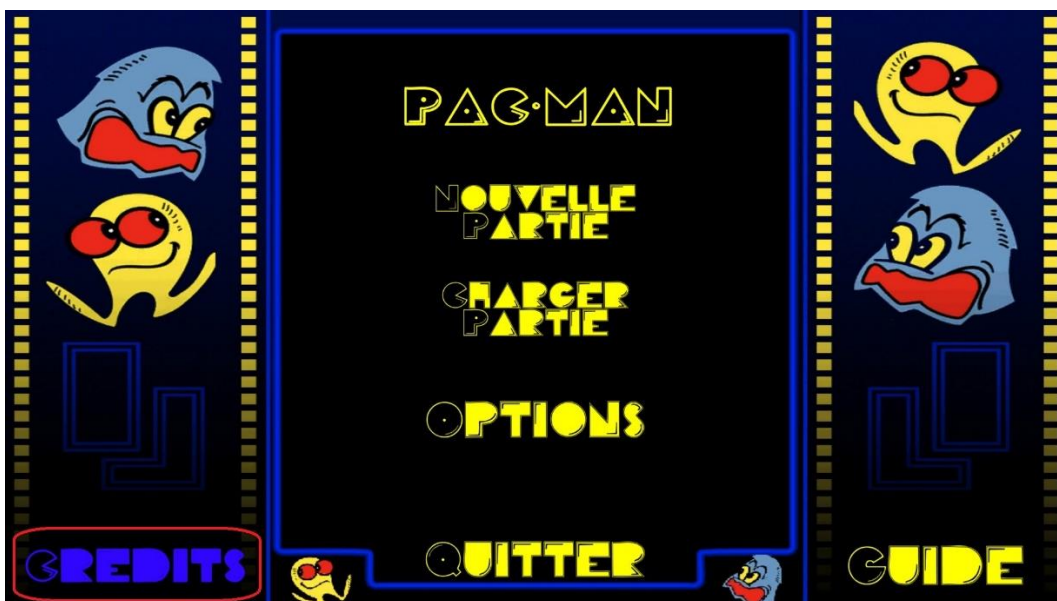 PAC-MAN
NOUVELLE
PARTIE
CHARGER
PARTIE
OPTIONS
CREDITS
QUITTER
GUIDE